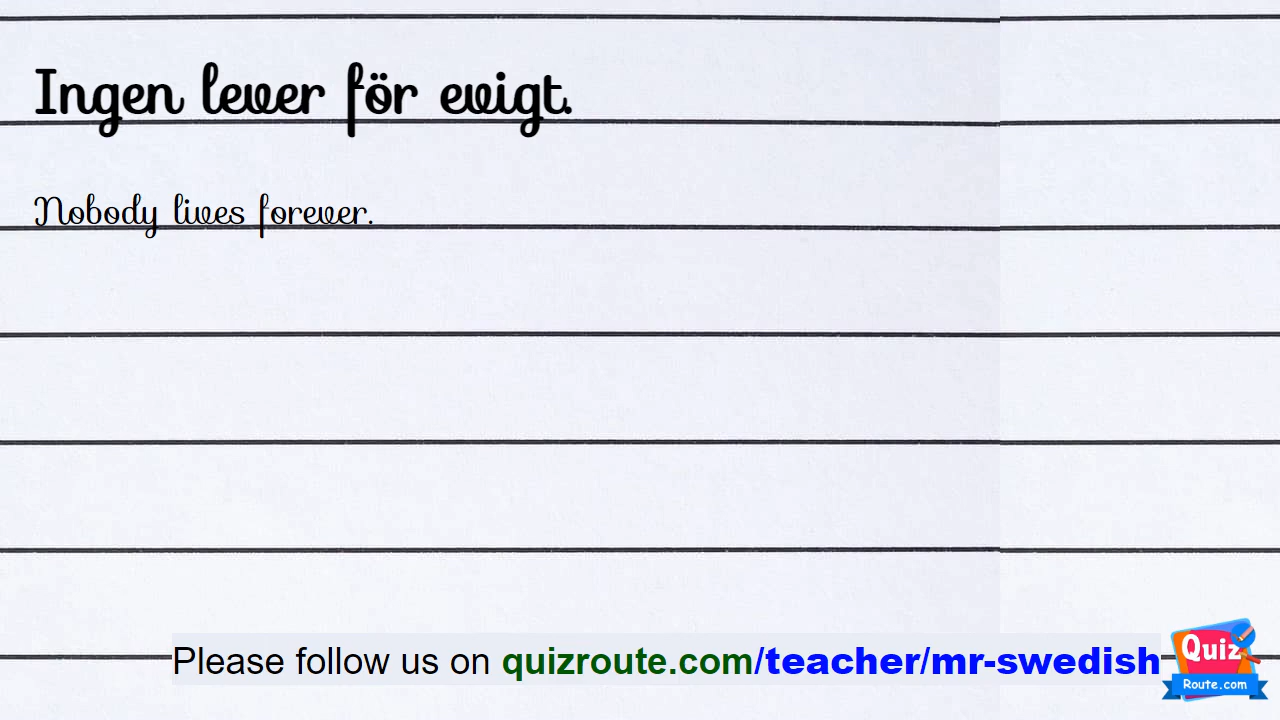 Ingen lever för evigt.
Nobody lives forever.
Please follow us on quizroute.com/teacher/mr-swedish
Quiz
Route.com